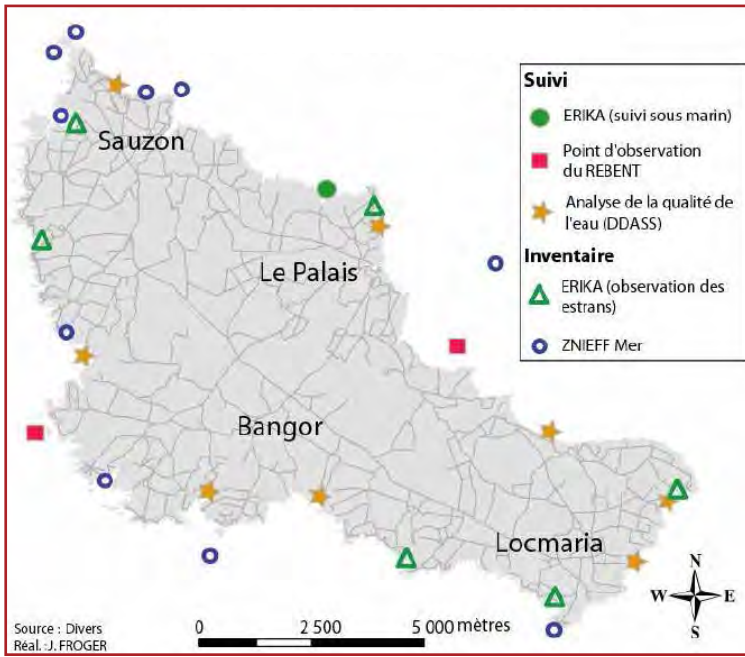 Suivi
ERIKA (suivi sous marin)
Point d'observation
du REBENT
Analyse de la qualité de
l'eau (DDASS)
Inventaire
ERIKA (observation des
estrans)
ZNIEFF Mer
Sauzon
Le Palais
Bangor
Locmaria
N
W E
S
Source : Divers
Réal. : J. FROGER
0 2 500 5 000 mètres